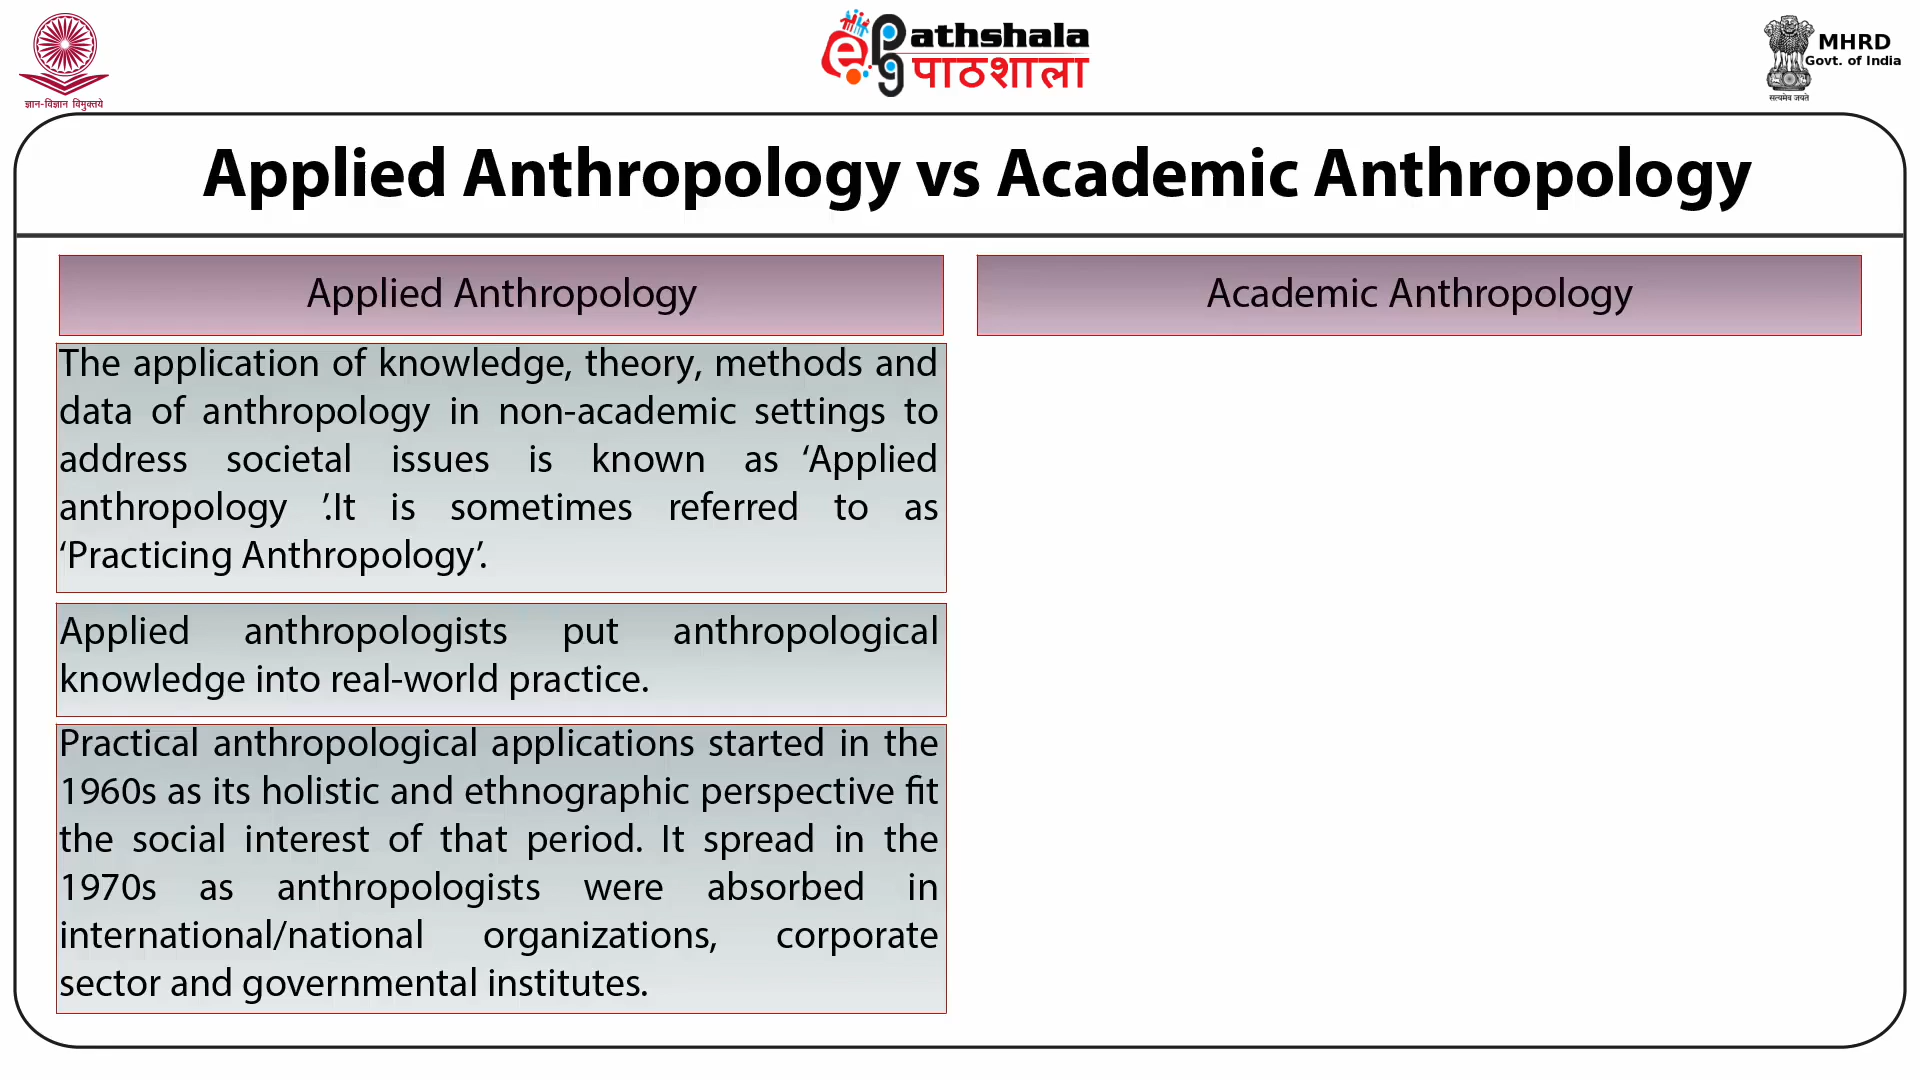 ज्ञान-विज्ञान विमुक्तये
ePathshala
पाठशाला
MHRD
Govt. of India
सत्यमेव जयते
Applied Anthropology vs Academic Anthropology
Applied Anthropology
The application of knowledge, theory, methods and
data of anthropology in non-academic settings to
address societal issues is known as ‘Applied
anthropology ’.It is sometimes referred to as
‘Practicing Anthropology’.
Applied anthropologists put anthropological
knowledge into real-world practice.
Practical anthropological applications started in the
1960s as its holistic and ethnographic perspective fit
the social interest of that period. It spread in the
1970s as anthropologists were absorbed in
international/national organizations, corporate
sector and governmental institutes.
Academic Anthropology